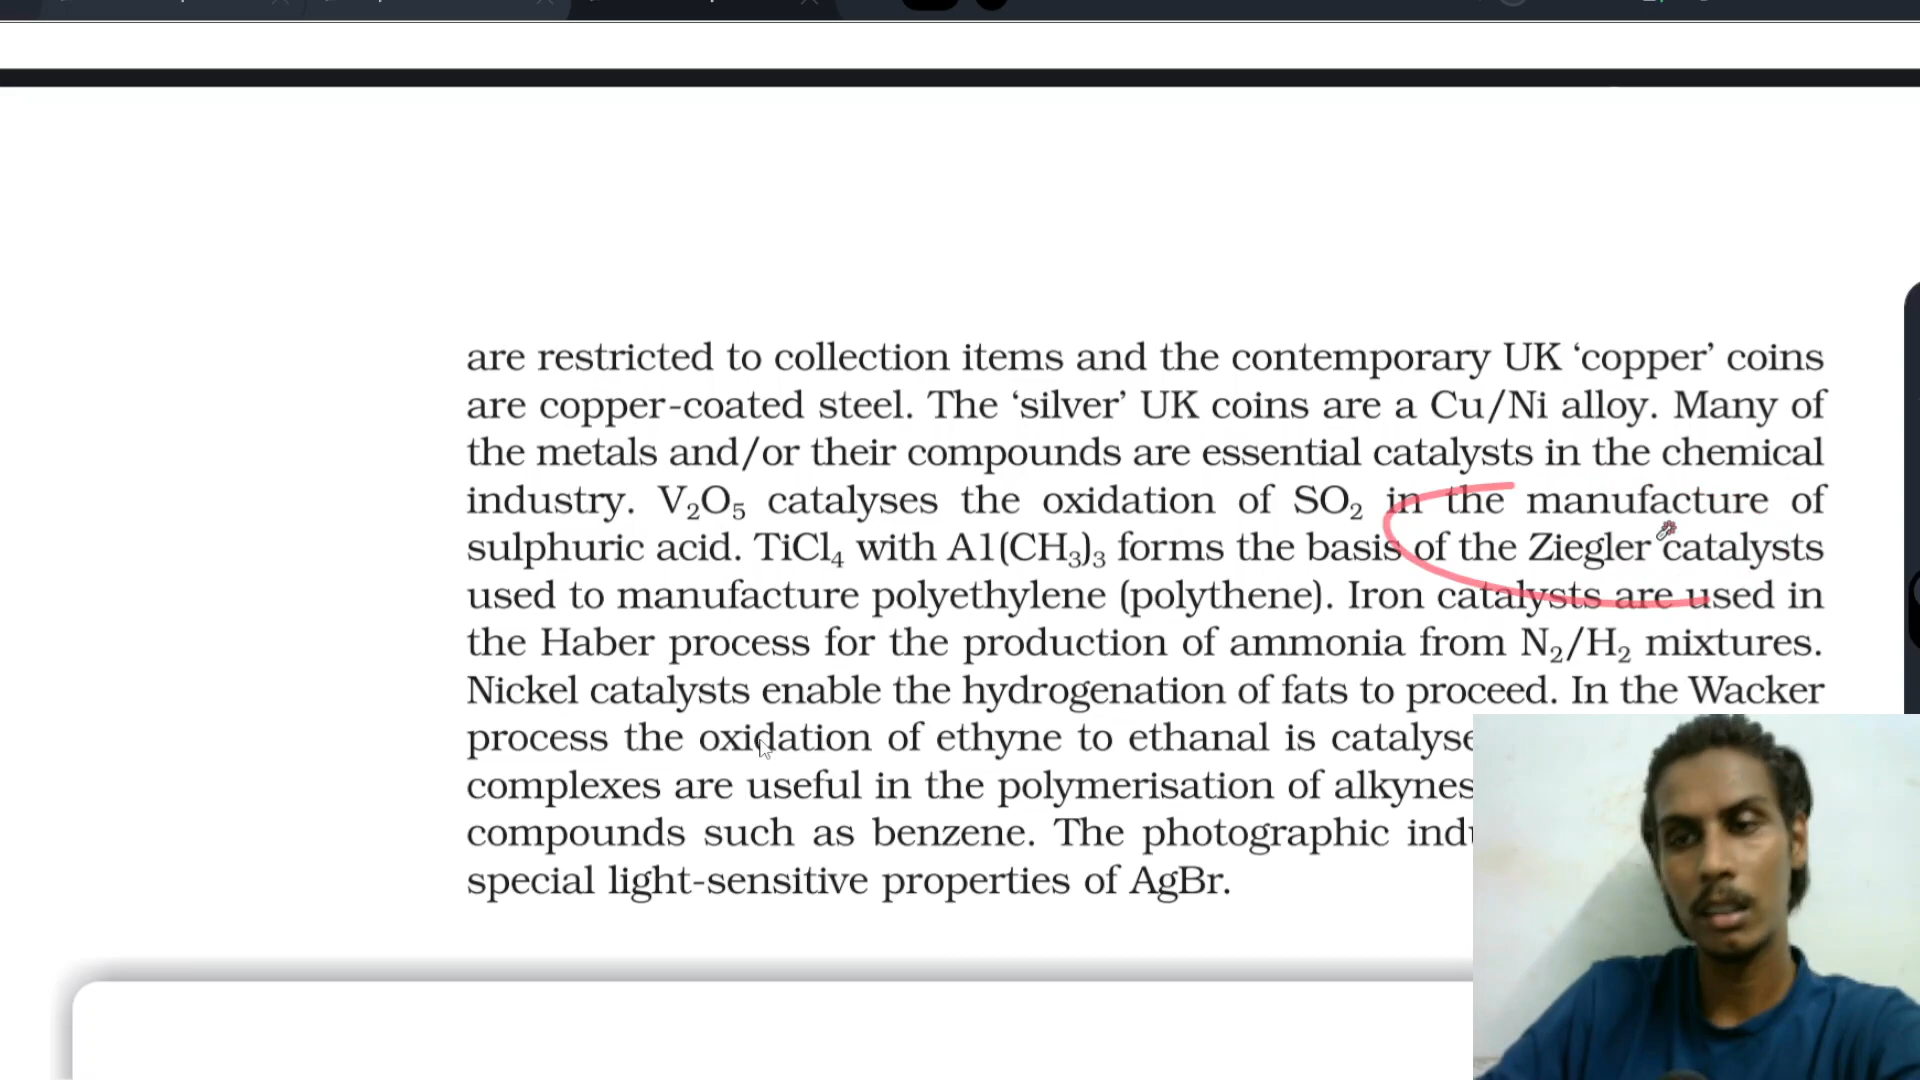 are restricted to collection items and the contemporary UK ‘copper’ coins
are copper-coated steel. The ‘silver’ UK coins are a Cu/Ni alloy. Many of
the metals and/or their compounds are essential catalysts in the chemical
industry. V₂O₅ catalyses the oxidation of SO₂ in the manufacture of
sulphuric acid. TiCl₄ with A1(CH₃)₃ forms the basis of the Ziegler catalysts
used to manufacture polyethylene (polythene). Iron catalysts are used in
the Haber process for the production of ammonia from N₂/H₂ mixtures.
Nickel catalysts enable the hydrogenation of fats to proceed. In the Wacker
process the oxidation of ethyne to ethanal is
complexes are useful in the polymerisation of alkynes
compounds such as benzene. The photographic
special light-sensitive properties of AgBr.